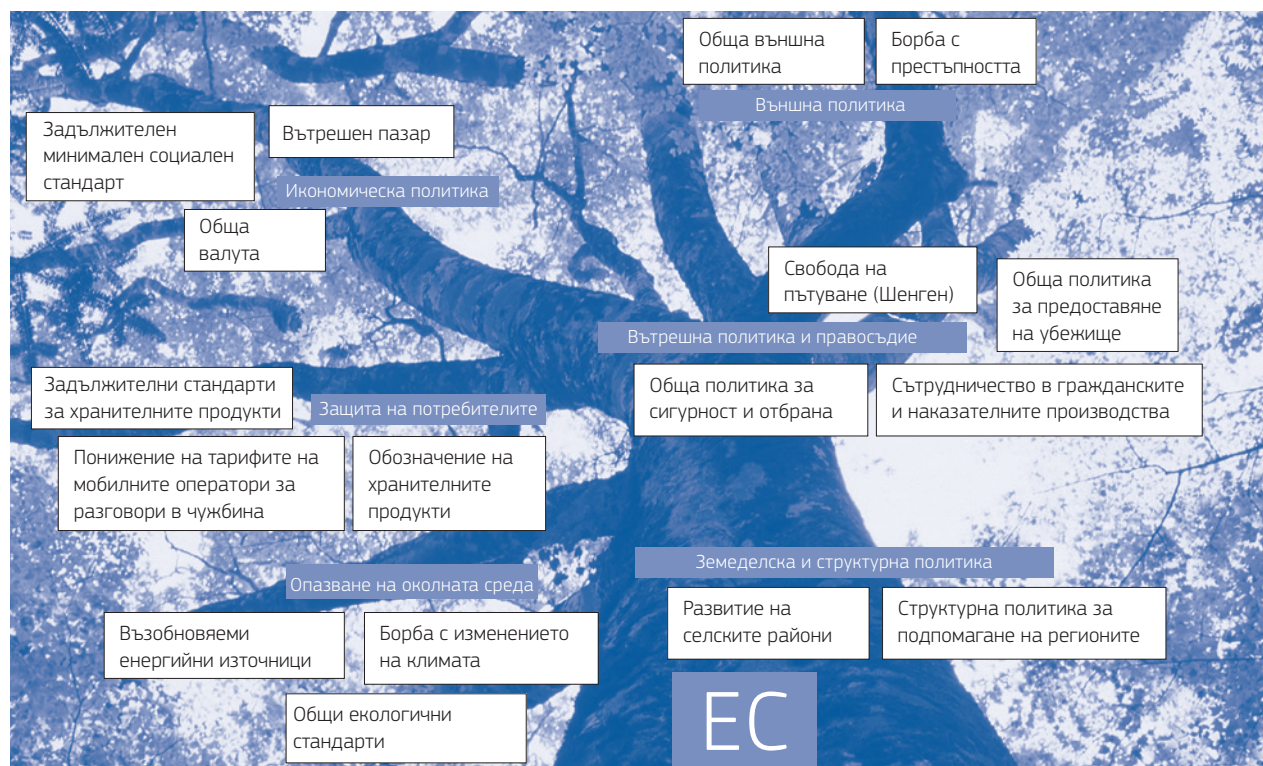 Обща външна
политика
Борба с
престъпността
Външна политика
Задължителен
минимален социален
стандарт
Вътрешен пазар
Икономическа политика
Обща
валута
Свобода на
пътуване (Шенген)
Обща политика
за предоставяне
на убежище
Вътрешна политика и правосъдие
Обща политика за
сигурност и отбрана
Сътрудничество в гражданските
и наказателните производства
Задължителни стандарти
за хранителните продукти
Защита на потребителите
Понижение на тарифите на
мобилните оператори за
разговори в чужбина
Обозначение на
хранителните
продукти
Земеделска и структурна политика
Развитие на
селските райони
Структурна политика за
подпомагане на регионите
Опазване на околната среда
Възобновяеми
енергийни източници
Борба с изменението
на климата
Общи екологични
стандарти
ЕС